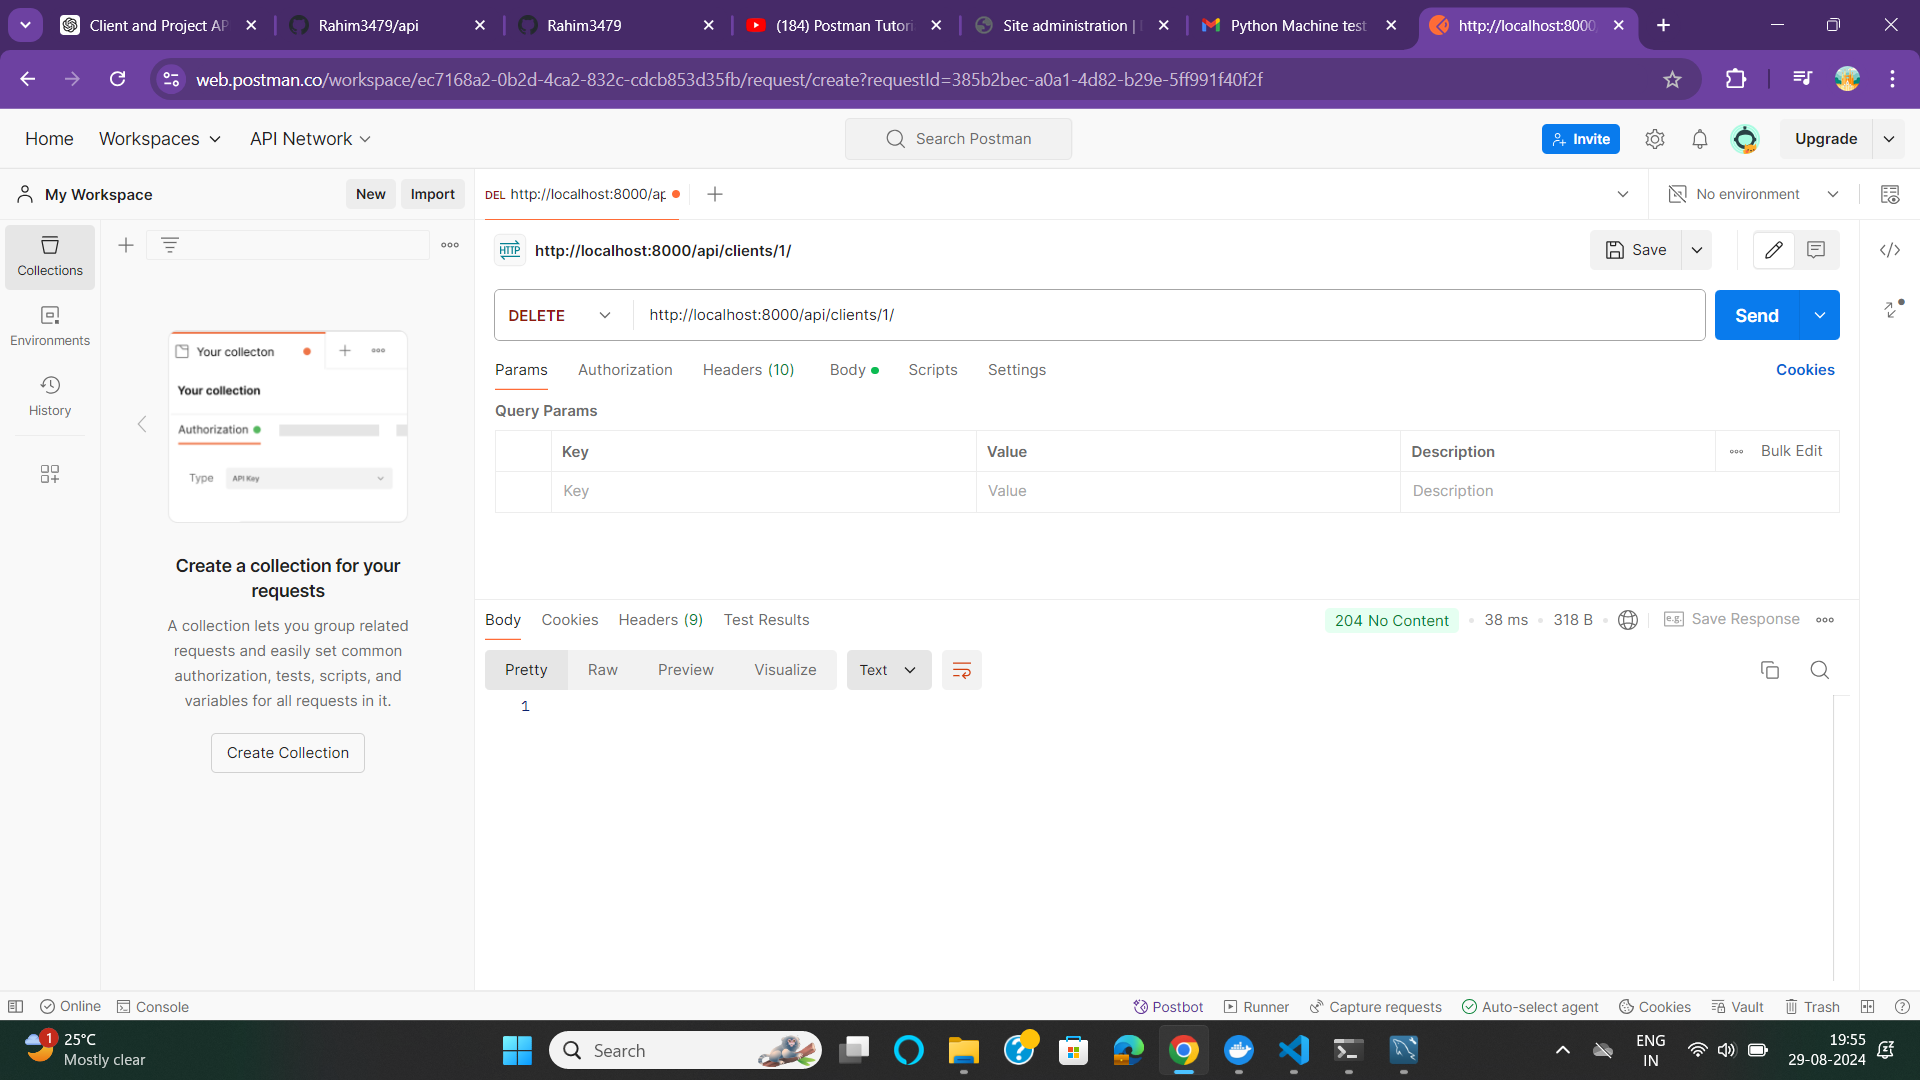 Client and Project AP
Rahim3479/api
Rahim3479
(184) Postman Tutori
Site administration |
Python Machine test
http://localhost:8000
web.postman.co/workspace/ec7168a2-0b2d-4ca2-832c-cdcb853d35fb/request/create?requestId=385b2bec-a0a1-4d82-b29e-5ff991f40f2f
Home
Workspaces
API Network
Search Postman
Invite
Upgrade
My Workspace
New
Import
DEL http://localhost:8000/ap
No environment
Collections
Environments
History
Your collecton
Your collection
Authorization
Type
API Key
Create a collection for your
requests
A collection lets you group related
requests and easily set common
authorization, tests, scripts, and
variables for all requests in it.
Create Collection
HTTP
http://localhost:8000/api/clients/1/
Save
DELETE
http://localhost:8000/api/clients/1/
Send
Params
Authorization
Headers (10)
Body
Scripts
Settings
Cookies
Query Params
Key
Value
Description
Bulk Edit
Key
Value
Description
Body
Cookies
Headers (9)
Test Results
204 No Content
38 ms
318 B
e.g.
Save Response
Pretty
Raw
Preview
Visualize
Text
1
Online
Console
Postbot
Runner
Capture requests
Auto-select agent
Cookies
Vault
Trash
1
25°C
Mostly clear
Search
ENG
IN
19:55
29-08-2024